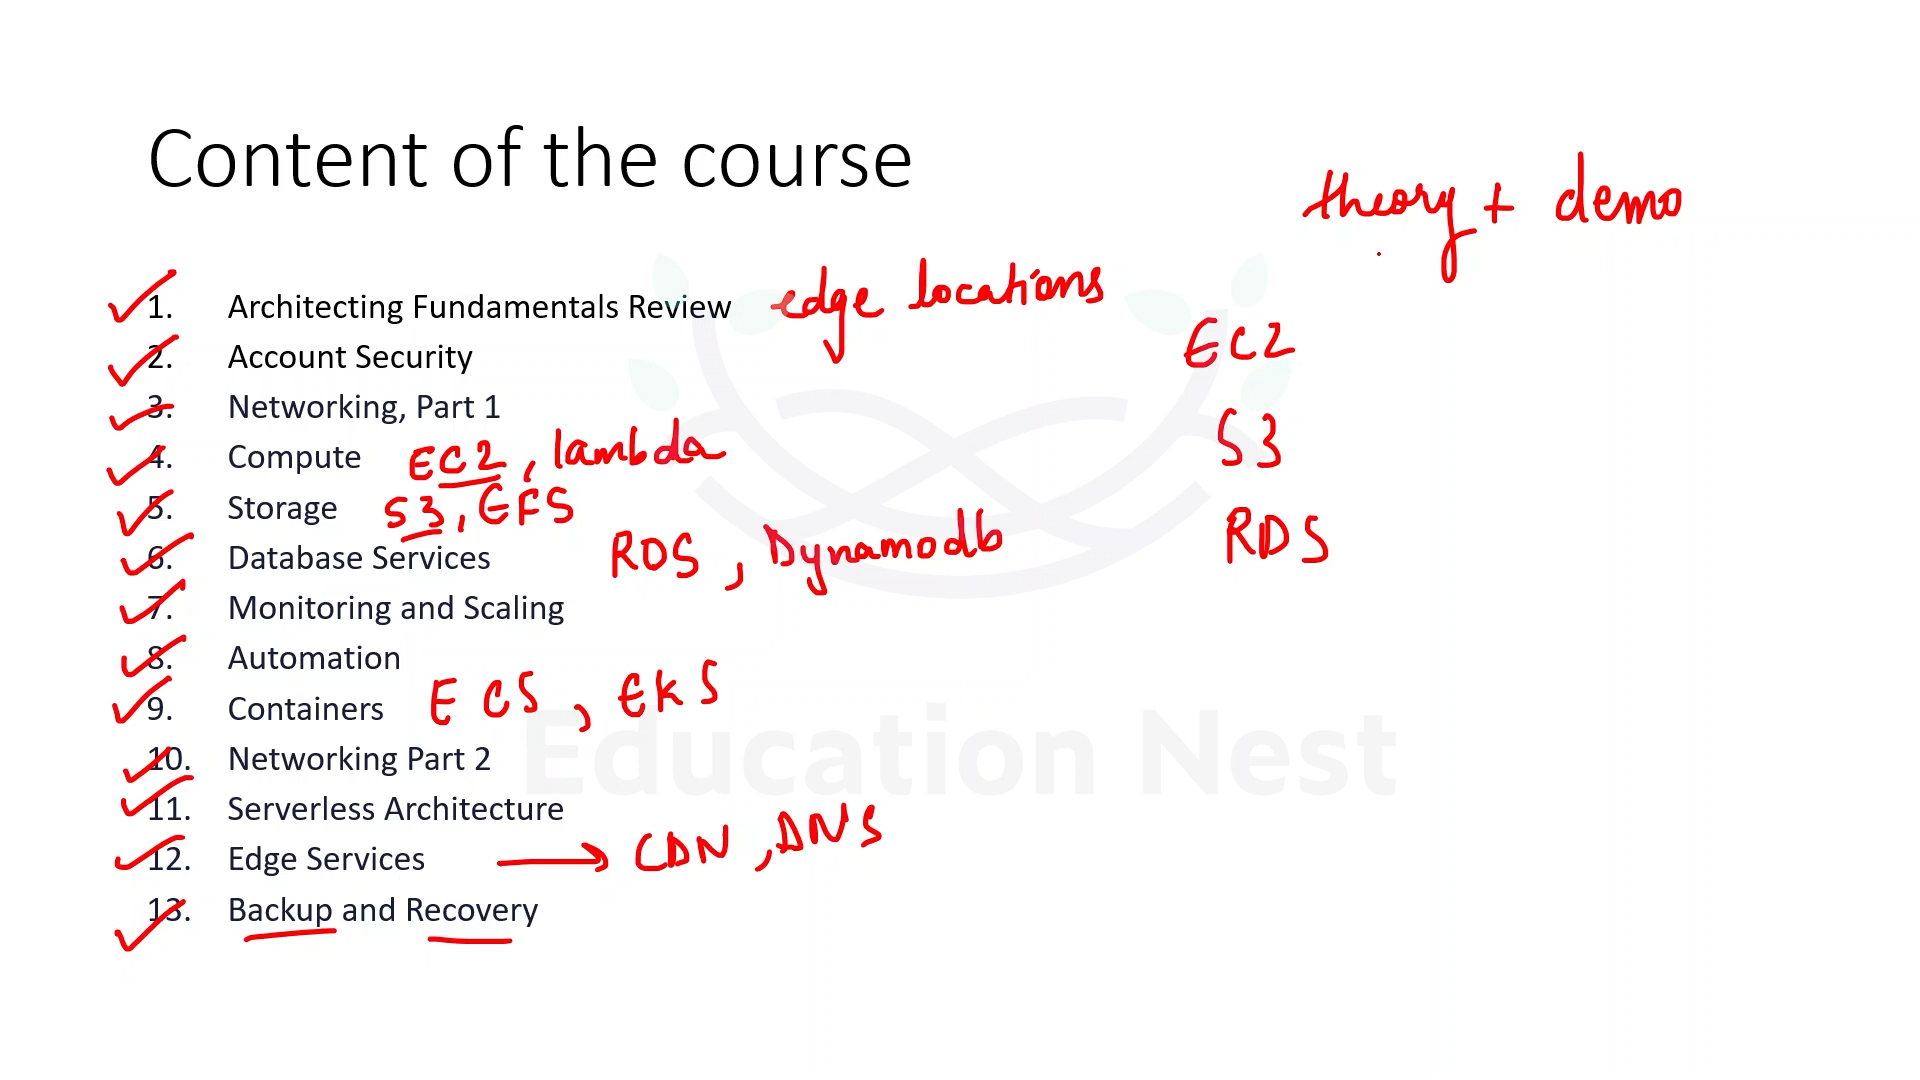 Content of the course
theory + demo
1. Architecting Fundamentals Review edge locations
EC2
2. Account Security
3. Networking, Part 1
4. Compute EC2, lambda
S3
5. Storage S3, EFS
6. Database Services RDS, Dynamodb
RDS
7. Monitoring and Scaling
8. Automation
9. Containers ECS, EKS
10. Networking Part 2
Education Nest
11. Serverless Architecture
12. Edge Services → CDN, DNS
13. Backup and Recovery